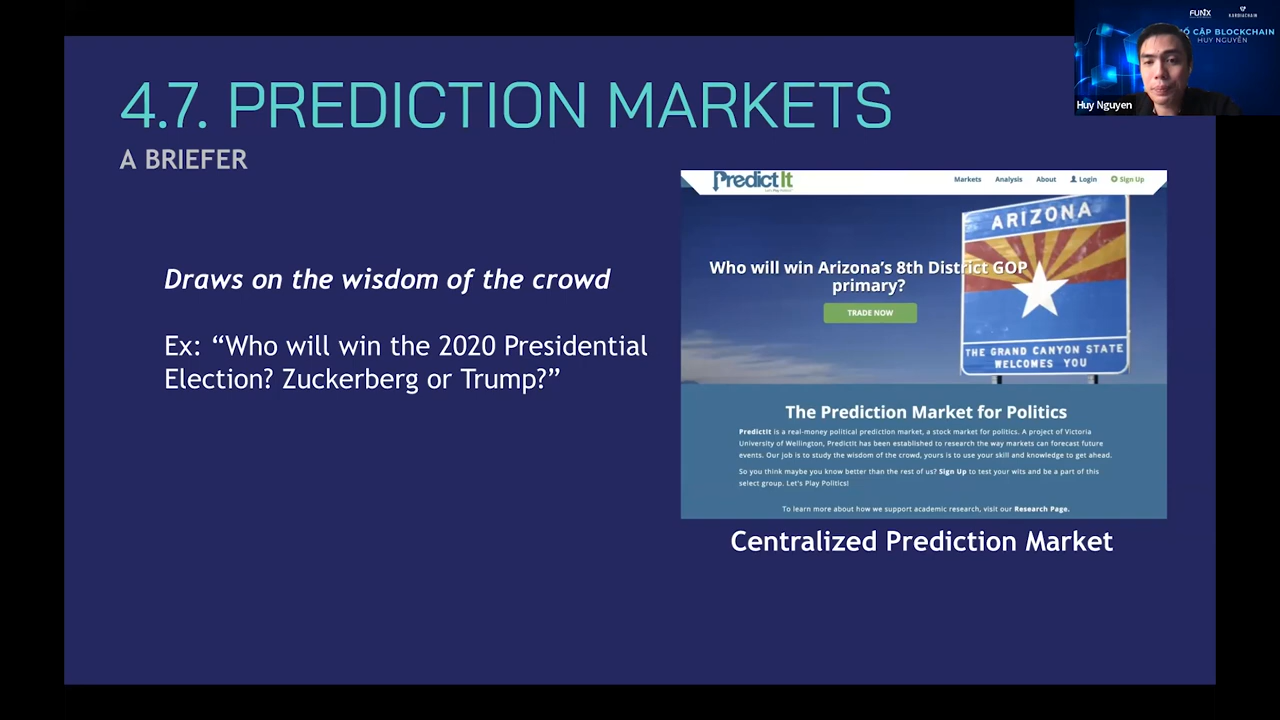 4.7. PREDICTION MARKETS
A BRIEFER
Draws on the wisdom of the crowd
Ex: “Who will win the 2020 Presidential
Election? Zuckerberg or Trump?”
PredictIt
Let's Play Politics!
Markets Analysis About Login Sign Up
ARIZONA
Who will win Arizona’s 8th District GOP
primary?
TRADE NOW
THE GRAND CANYON STATE
WELCOMES YOU
The Prediction Market for Politics
PredictIt is a real-money political prediction market, a stock market for politics. A project of Victoria
University of Wellington, PredictIt has been established to research the way markets can forecast future
events. Our job is to study the wisdom of the crowd, yours is to use your skill and knowledge to get ahead.
So you think maybe you know better than the rest of us? Sign Up to test your wits and be a part of this
select group. Let's Play Politics!
To learn more about how we support academic research, visit our Research Page.
Centralized Prediction Market
FUNiX
KARDIACHAIN
CẬP BLOCKCHAIN
HUY NGUYỄN
Huy Nguyen